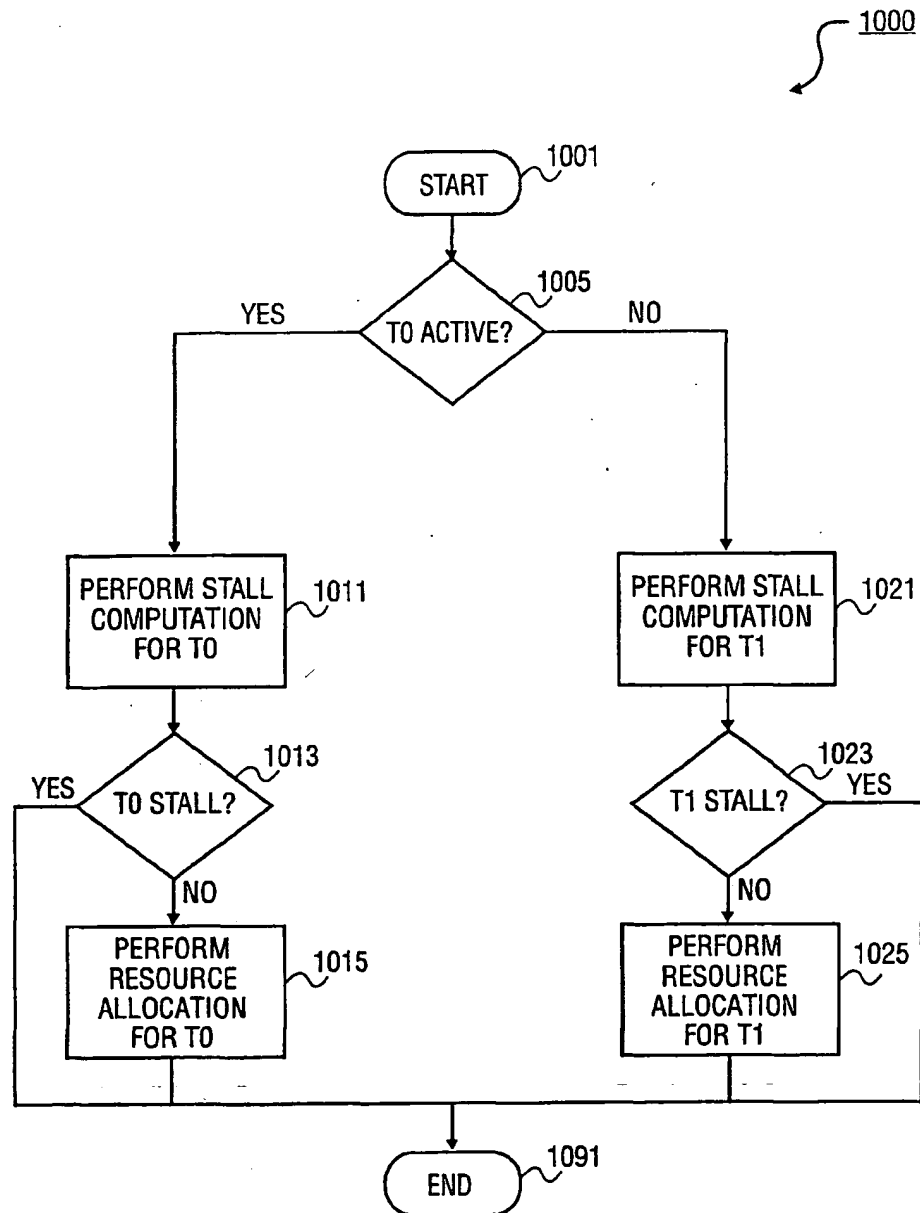 1000
START
1001
1005
YES
T0 ACTIVE?
NO
PERFORM STALL
COMPUTATION
FOR T0
1011
PERFORM STALL
COMPUTATION
FOR T1
1021
1013
YES
T0 STALL?
NO
1023
T1 STALL?
YES
NO
PERFORM
RESOURCE
ALLOCATION
FOR T0
1015
PERFORM
RESOURCE
ALLOCATION
FOR T1
1025
END
1091